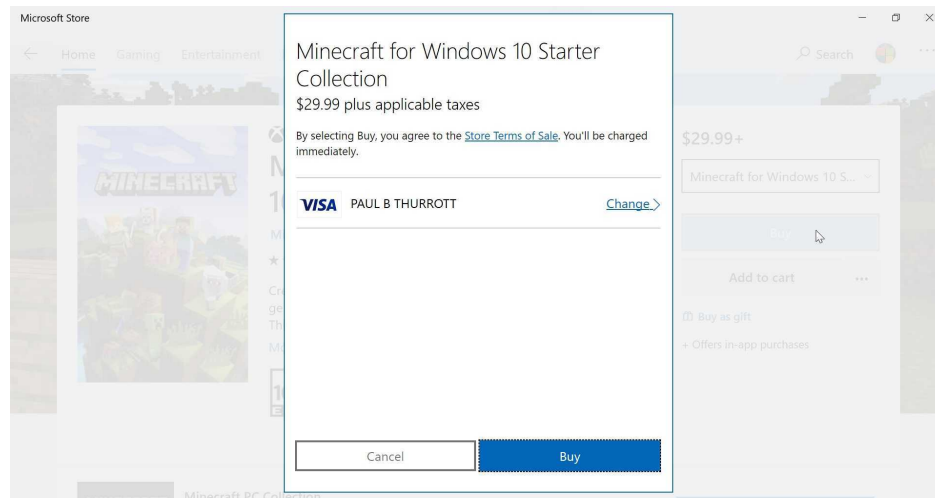 Microsoft Store
Home Gaming Entertainment
Search
Minecraft for Windows 10 Starter
Collection
$29.99 plus applicable taxes
By selecting Buy, you agree to the Store Terms of Sale. You'll be charged
immediately.
VISA PAUL B THURROTT Change
Cancel Buy
MINECRAFT
$29.99+
Minecraft for Windows 10 S...
Buy
Add to cart ...
Buy as gift
+ Offers in-app purchases
Minecraft PC Collection